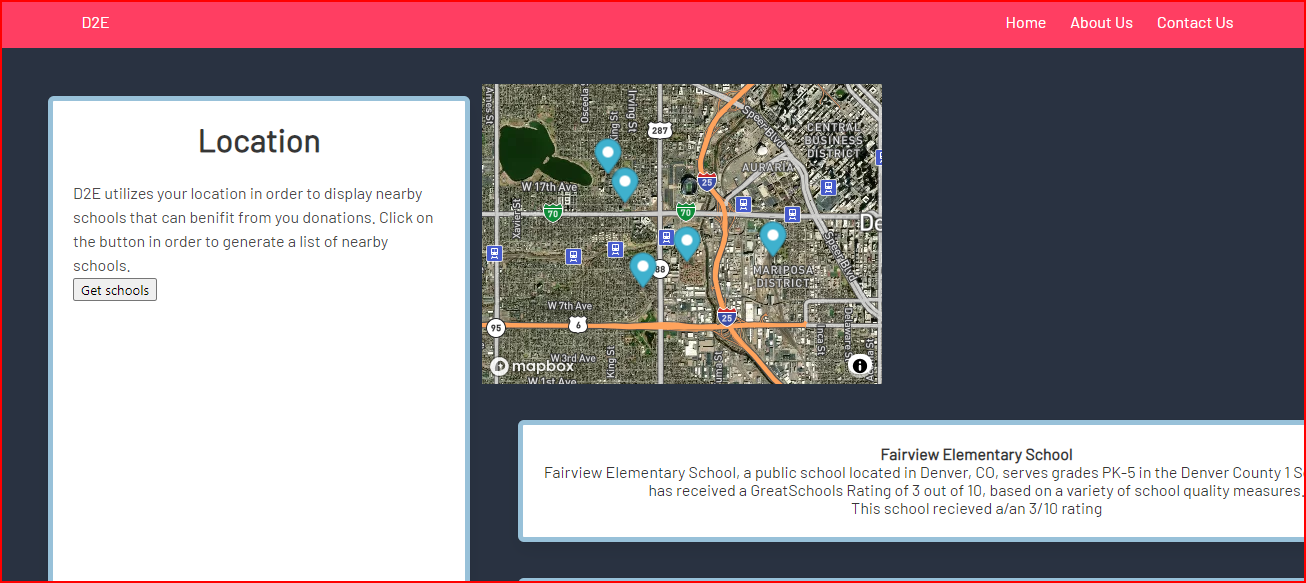 D2E
Home
About Us
Contact Us
Location
D2E utilizes your location in order to display nearby
schools that can benifit from you donations. Click on
the button in order to generate a list of nearby
schools.
Get schools
Ames St
Osceola
King St
Irving St
287
Speer Blvd
CENTRAL
BUSINESS
DISTRICT
AURARIA
25
W 17th Ave
70
70
Xavier St
De
Speer Blvd
88
MARIPOSA
DISTRICT
W 7th Ave
95
6
25
Inca St
Delaware S
King St
W 3rd Ave
mapbox
W 1st Ave
Fairview Elementary School
Fairview Elementary School, a public school located in Denver, CO, serves grades PK-5 in the Denver County 1 S
has received a GreatSchools Rating of 3 out of 10, based on a variety of school quality measures.
This school recieved a/an 3/10 rating